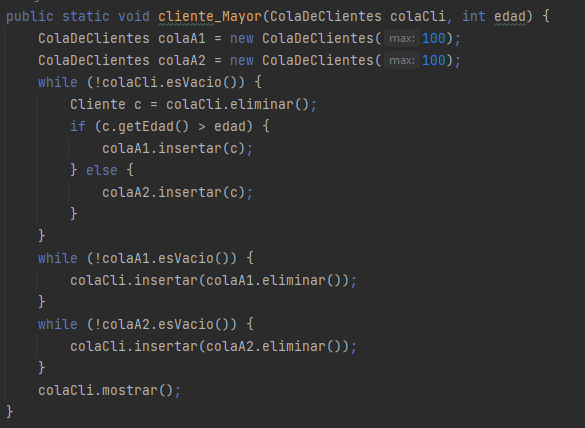 public static void cliente_Mayor(ColaDeClientes colaCli, int edad) {
    ColaDeClientes colaA1 = new ColaDeClientes( max: 100);
    ColaDeClientes colaA2 = new ColaDeClientes( max: 100);
    while (!colaCli.esVacio()) {
        Cliente c = colaCli.eliminar();
        if (c.getEdad() > edad) {
            colaA1.insertar(c);
        } else {
            colaA2.insertar(c);
        }
    }
    while (!colaA1.esVacio()) {
        colaCli.insertar(colaA1.eliminar());
    }
    while (!colaA2.esVacio()) {
        colaCli.insertar(colaA2.eliminar());
    }
    colaCli.mostrar();
}